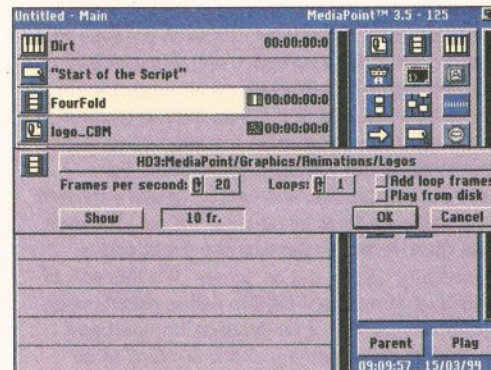 Untitled - Main
MediaPoint™ 3.5 - 125
Dirt 00:00:00:0
"Start of the Script"
FourFold 00:00:00:0
logo_CBM 00:00:00:0
HD3:MediaPoint/Graphics/Animations/Logos
Frames per second: 20 Loops: 1 Add loop frames
Play from disk
Show 10 fr. OK Cancel
Parent Play
09:09:57 15/03/94